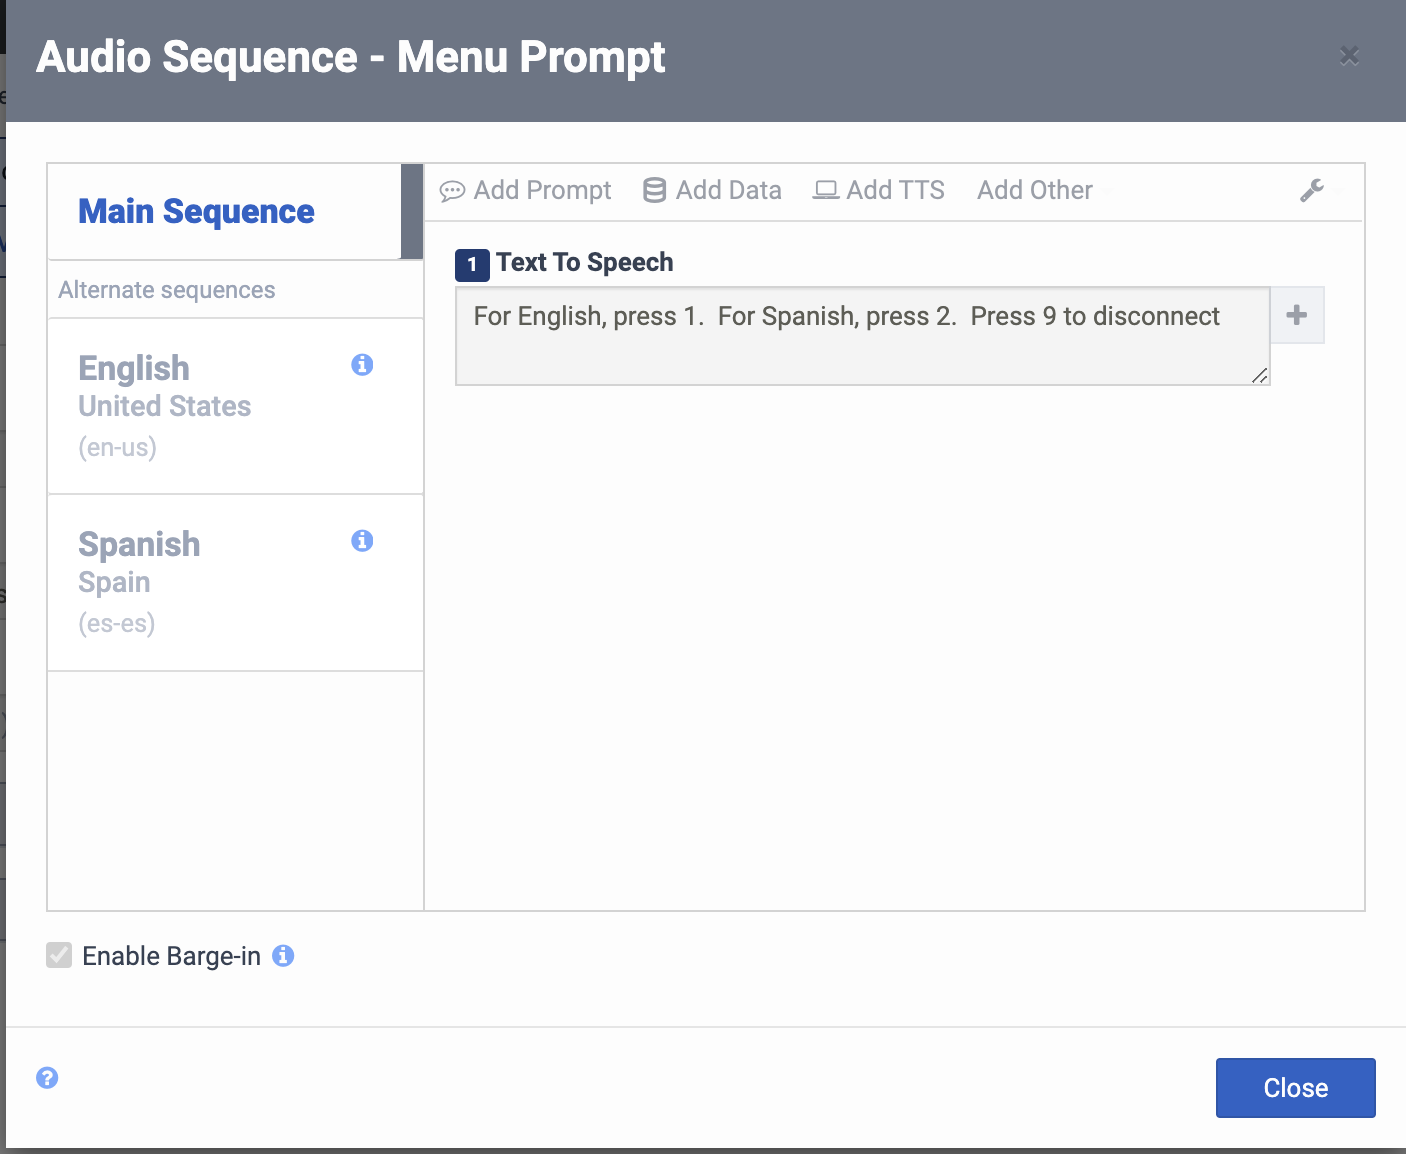 Audio Sequence - Menu Prompt
Main Sequence
Alternate sequences
English
United States
(en-us)
Spanish
Spain
(es-es)
Add Prompt Add Data Add TTS Add Other
1 Text To Speech
For English, press 1.  For Spanish, press 2.  Press 9 to disconnect
Enable Barge-in
Close